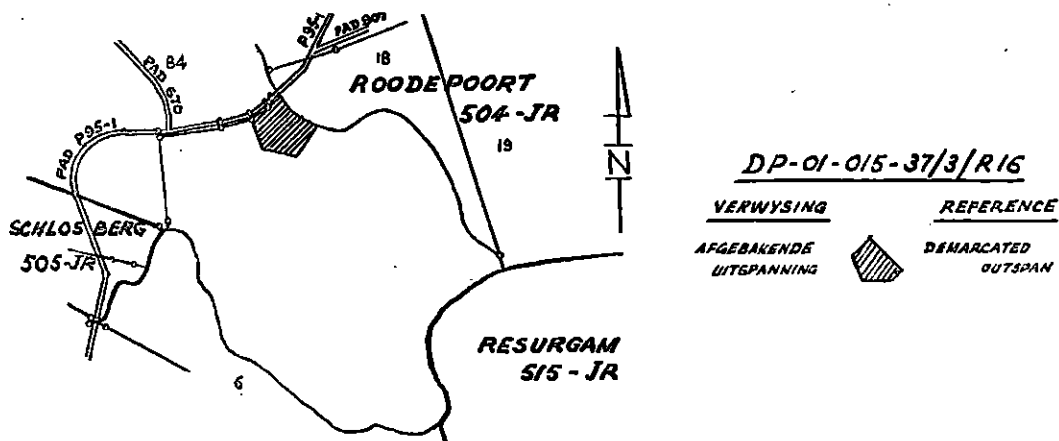 P95-1
PAD 907
84
18
PAD 670
ROODEPOORT
504-JR
PAD P95-1
19
N
SCHLOSBERG
505-JR
RESURGAM
515-JR
6
DP-01-015-37/3/R16
VERWYSING REFERENCE
AFGEBAKENDE DEMARCATED
UITSPANNING OUTSPAN